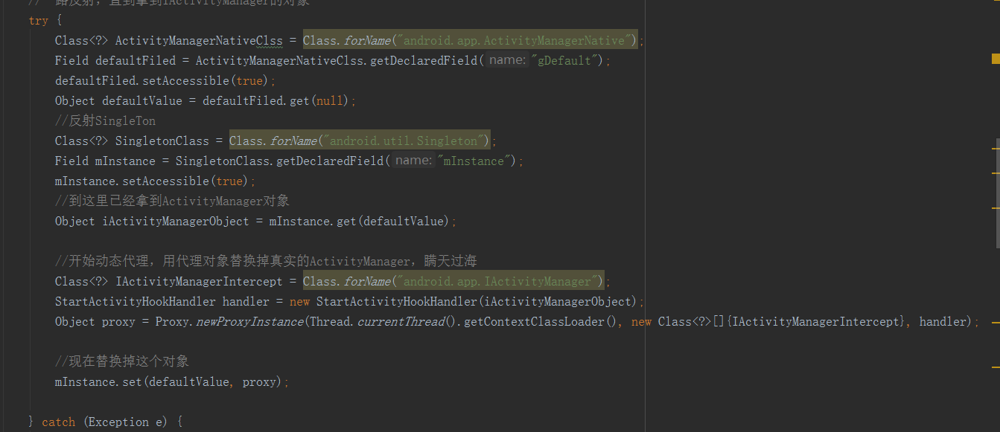 路反射，直到拿到IActivityManager的对象
try {
Class<?> ActivityManagerNativeClss = Class.forName("android.app.ActivityManagerNative");
Field defaultFiled = ActivityManagerNativeClss.getDeclaredField( name: "gDefault");
defaultFiled.setAccessible(true);
Object defaultValue = defaultFiled.get(null);
//反射SingleTon
Class<?> SingletonClass = Class.forName("android.util.Singleton");
Field mInstance = SingletonClass.getDeclaredField( name: "mInstance");
mInstance.setAccessible(true);
//到这里已经拿到ActivityManager对象
Object iActivityManagerObject = mInstance.get(defaultValue);
//开始动态代理，用代理对象替换掉真实的ActivityManager，瞒天过海
Class<?> IActivityManagerIntercept = Class.forName("android.app.IActivityManager");
StartActivityHookHandler handler = new StartActivityHookHandler(iActivityManagerObject);
Object proxy = Proxy.newProxyInstance(Thread.currentThread().getContextClassLoader(), new Class<?>[]{IActivityManagerIntercept}, handler);
//现在替换掉这个对象
mInstance.set(defaultValue, proxy);
} catch (Exception e) {